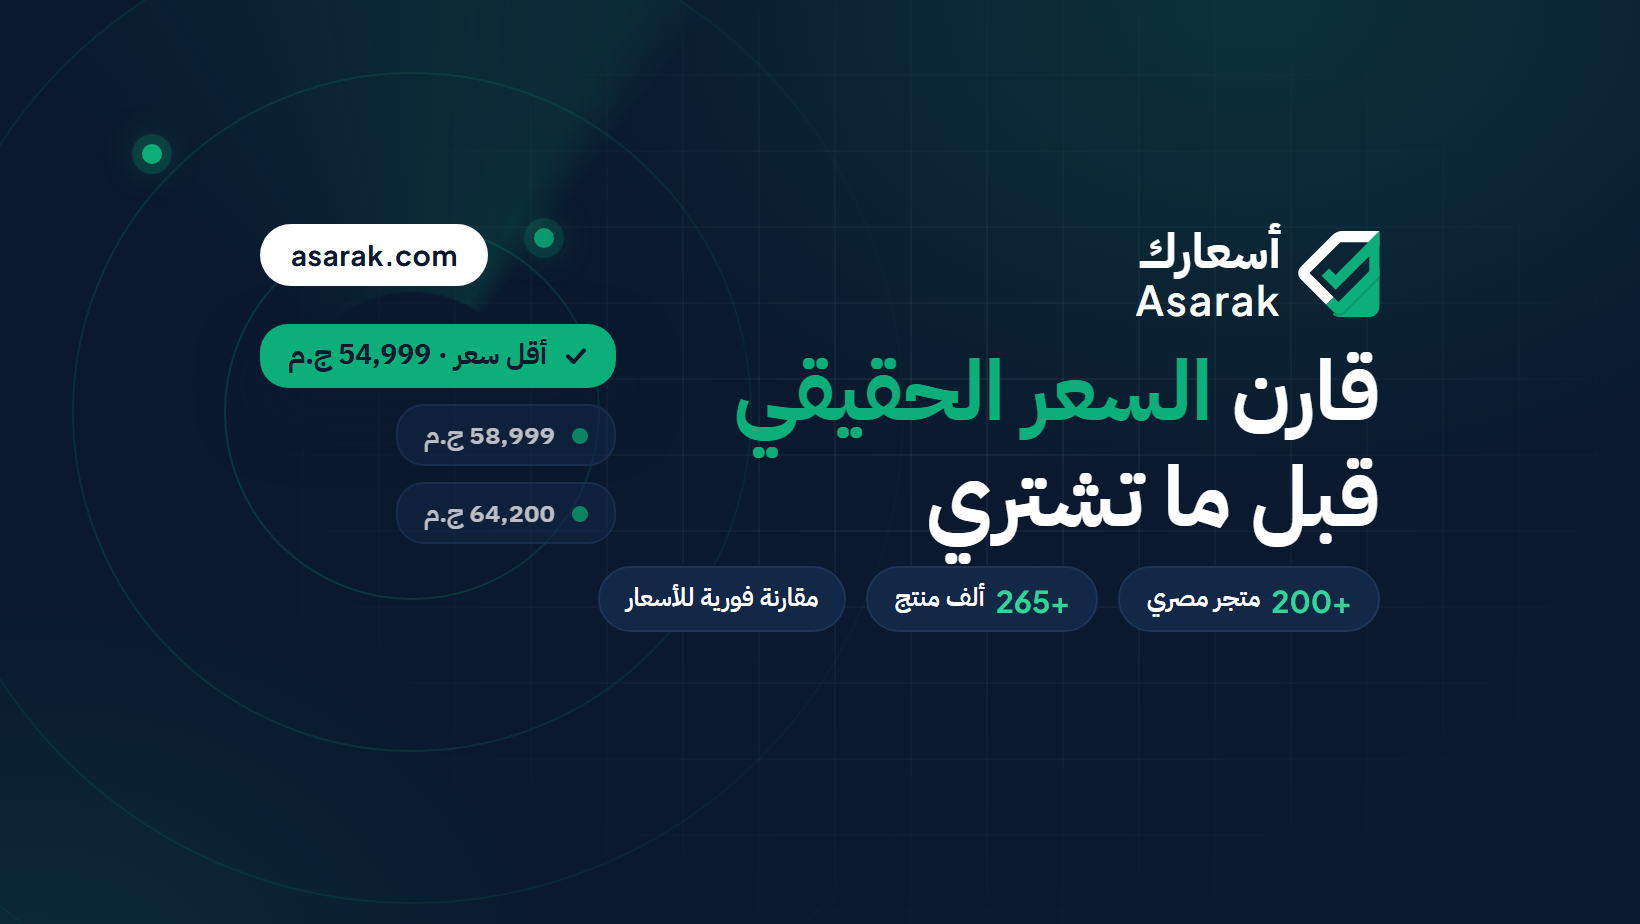 أسعارك
Asarak
قارن السعر الحقيقي
قبل ما تشتري
+200 متجر مصري
+265 ألف منتج
مقارنة فورية للأسعار
asarak.com
أقل سعر · 54,999 ج.م
58,999 ج.م
64,200 ج.م